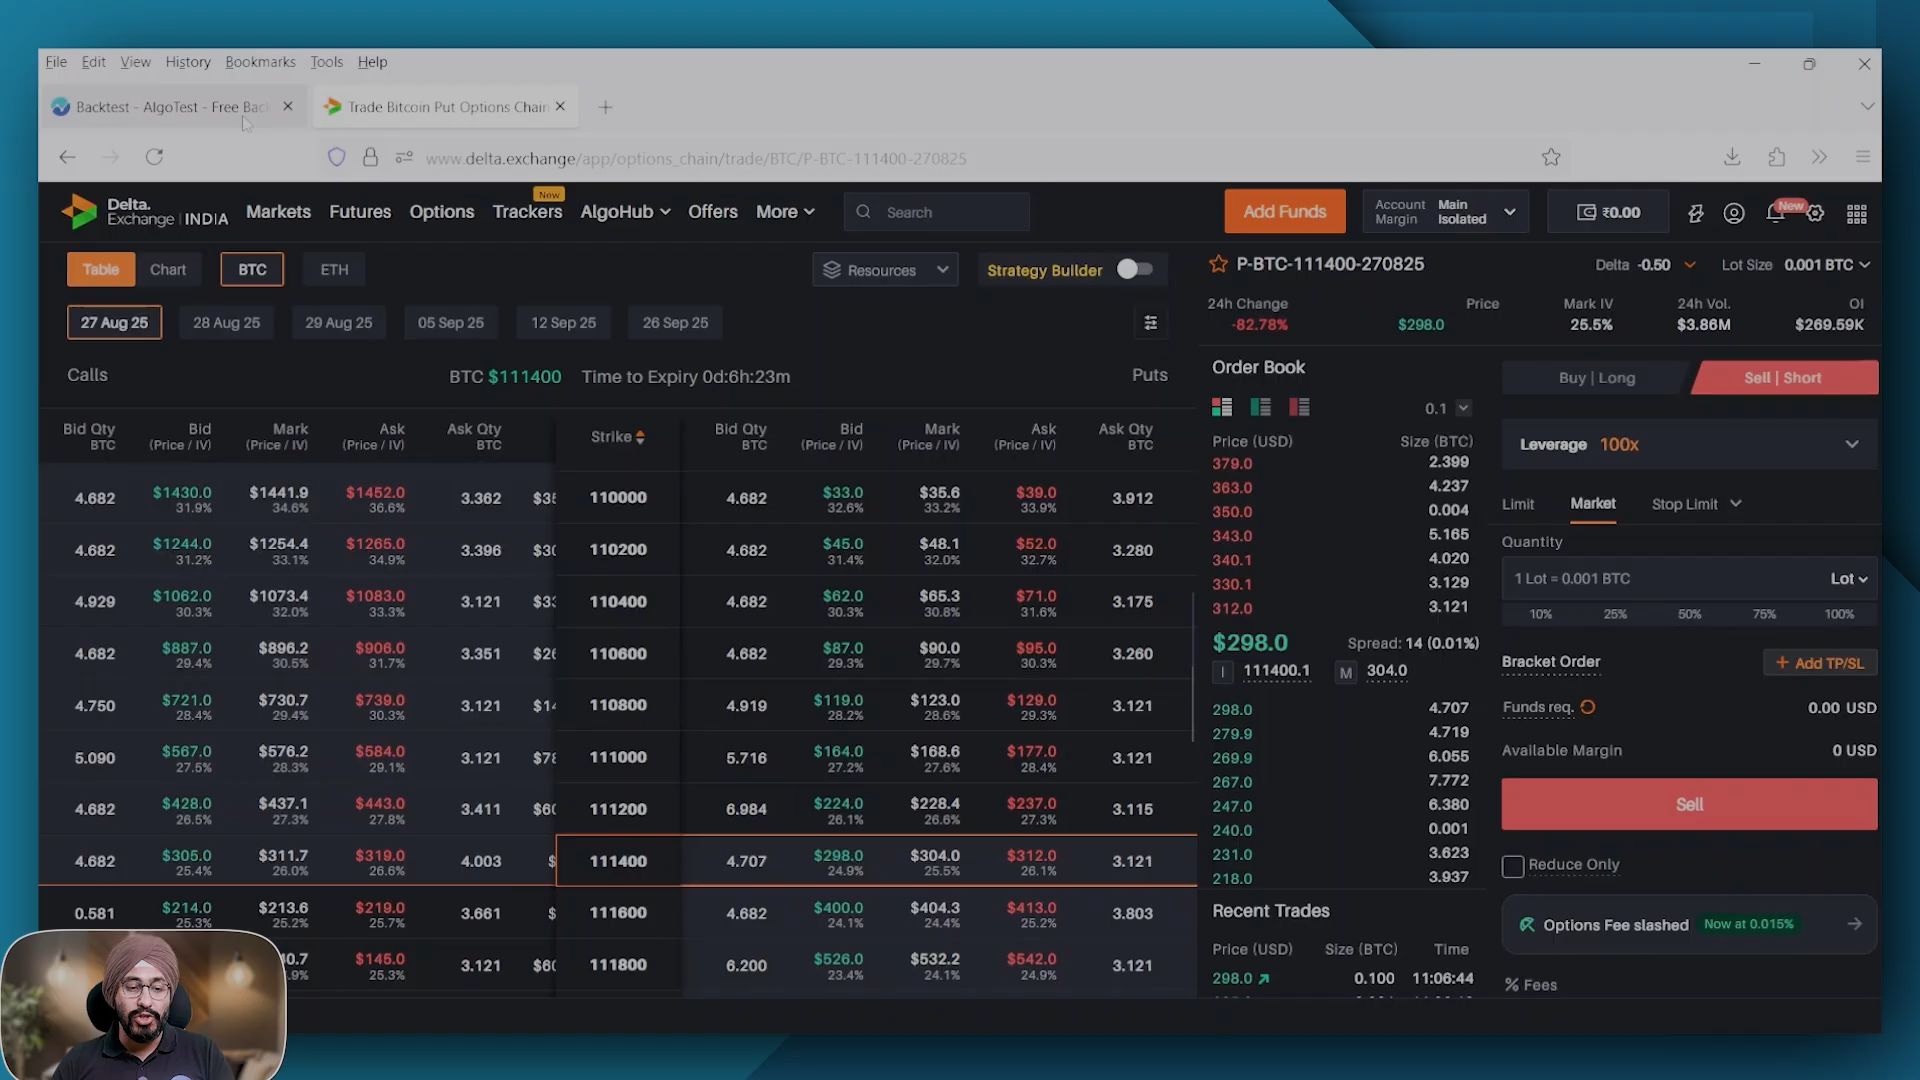 File Edit View History Bookmarks Tools Help
Backtest - AlgoTest - Free Bac
Trade Bitcoin Put Options Chain
www.delta.exchange/app/options_chain/trade/BTC/P-BTC-111400-270825
Delta. Exchange | INDIA
Markets Futures Options Trackers New AlgoHub Offers More Search
Add Funds Account Margin Main Isolated ₹0.00 New
Table Chart BTC ETH Resources Strategy Builder
27 Aug 25 28 Aug 25 29 Aug 25 05 Sep 25 12 Sep 25 26 Sep 25
Calls BTC $111400 Time to Expiry 0d:6h:23m Puts
Bid Qty Bid Mark Ask Ask Qty Strike Bid Qty Bid Mark Ask Ask Qty
BTC (Price / IV) (Price / IV) (Price / IV) BTC BTC (Price / IV) (Price / IV) (Price / IV) BTC
4.682 $1430.0 $1441.9 $1452.0 3.362 110000 4.682 $33.0 $35.6 $39.0 3.912
31.9% 34.6% 36.6% 32.6% 33.2% 33.9%
4.682 $1244.0 $1254.4 $1265.0 3.396 110200 4.682 $45.0 $48.1 $52.0 3.280
31.2% 33.1% 34.9% 31.4% 32.0% 32.7%
4.929 $1062.0 $1073.4 $1083.0 3.121 110400 4.682 $62.0 $65.3 $71.0 3.175
30.3% 32.0% 33.3% 30.3% 30.8% 31.6%
4.682 $887.0 $896.2 $906.0 3.351 110600 4.682 $87.0 $90.0 $95.0 3.260
29.4% 30.5% 31.7% 29.3% 29.7% 30.3%
4.750 $721.0 $730.7 $739.0 3.121 110800 4.919 $119.0 $123.0 $129.0 3.121
28.4% 29.4% 30.3% 28.2% 28.6% 29.3%
5.090 $567.0 $576.2 $584.0 3.121 111000 5.716 $164.0 $168.6 $177.0 3.121
27.5% 28.3% 29.1% 27.2% 27.6% 28.4%
4.682 $428.0 $437.1 $443.0 3.411 111200 6.984 $224.0 $228.4 $237.0 3.115
26.5% 27.3% 27.8% 26.1% 26.6% 27.3%
4.682 $305.0 $311.7 $319.0 4.003 111400 4.707 $298.0 $304.0 $312.0 3.121
25.4% 26.0% 26.6% 24.9% 25.5% 26.1%
0.581 $214.0 $213.6 $219.0 3.661 111600 4.682 $400.0 $404.3 $413.0 3.803
25.3% 25.2% 25.7% 24.1% 24.4% 25.2%
$145.0 3.121 111800 6.200 $526.0 $532.2 $542.0 3.121
25.3% 23.4% 24.1% 24.9%
P-BTC-111400-270825 Delta -0.50 Lot Size 0.001 BTC
24h Change Price Mark IV 24h Vol. OI
-82.78% $298.0 25.5% $3.86M $269.59K
Order Book
0.1
Price (USD) Size (BTC)
379.0 2.399
363.0 4.237
350.0 0.004
343.0 5.165
340.1 4.020
330.1 3.129
312.0 3.121
$298.0 Spread: 14 (0.01%)
I 111400.1 M 304.0
298.0 4.707
279.9 4.719
269.9 6.055
267.0 7.772
247.0 6.380
240.0 0.001
231.0 3.623
218.0 3.937
Recent Trades
Price (USD) Size (BTC) Time
298.0 0.100 11:06:44
Buy | Long Sell | Short
Leverage 100x
Limit Market Stop Limit
Quantity
1 Lot = 0.001 BTC Lot
10% 25% 50% 75% 100%
Bracket Order + Add TP/SL
Funds req. 0.00 USD
Available Margin 0 USD
Sell
Reduce Only
Options Fee slashed Now at 0.015%
% Fees